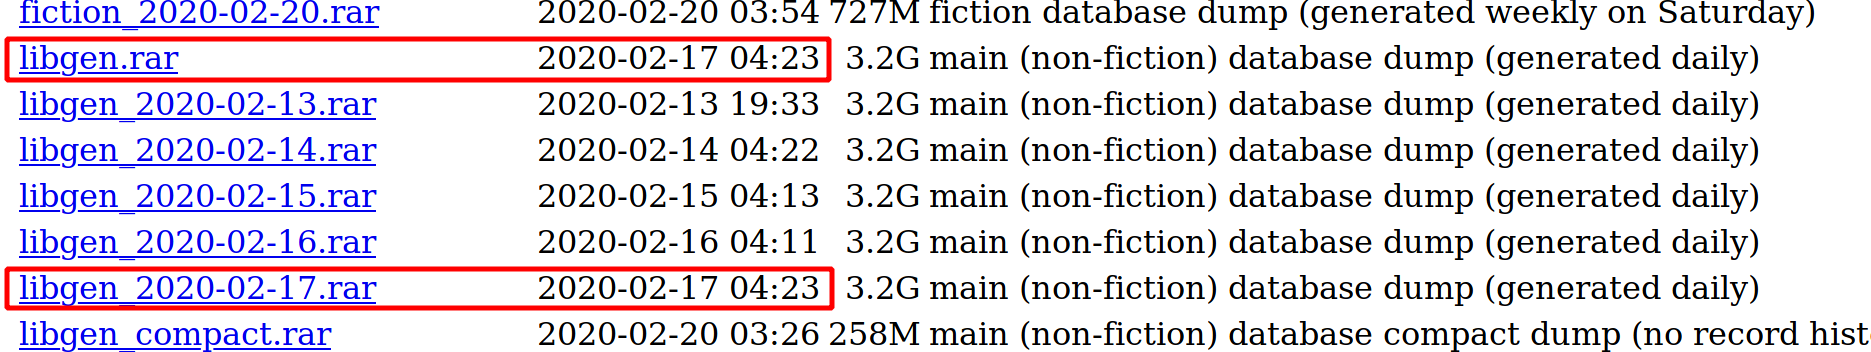 fiction_2020-02-20.rar 2020-02-20 03:54 727M fiction database dump (generated weekly on Saturday)
libgen.rar 2020-02-17 04:23 3.2G main (non-fiction) database dump (generated daily)
libgen_2020-02-13.rar 2020-02-13 19:33 3.2G main (non-fiction) database dump (generated daily)
libgen_2020-02-14.rar 2020-02-14 04:22 3.2G main (non-fiction) database dump (generated daily)
libgen_2020-02-15.rar 2020-02-15 04:13 3.2G main (non-fiction) database dump (generated daily)
libgen_2020-02-16.rar 2020-02-16 04:11 3.2G main (non-fiction) database dump (generated daily)
libgen_2020-02-17.rar 2020-02-17 04:23 3.2G main (non-fiction) database dump (generated daily)
libgen_compact.rar 2020-02-20 03:26 258M main (non-fiction) database compact dump (no record hist